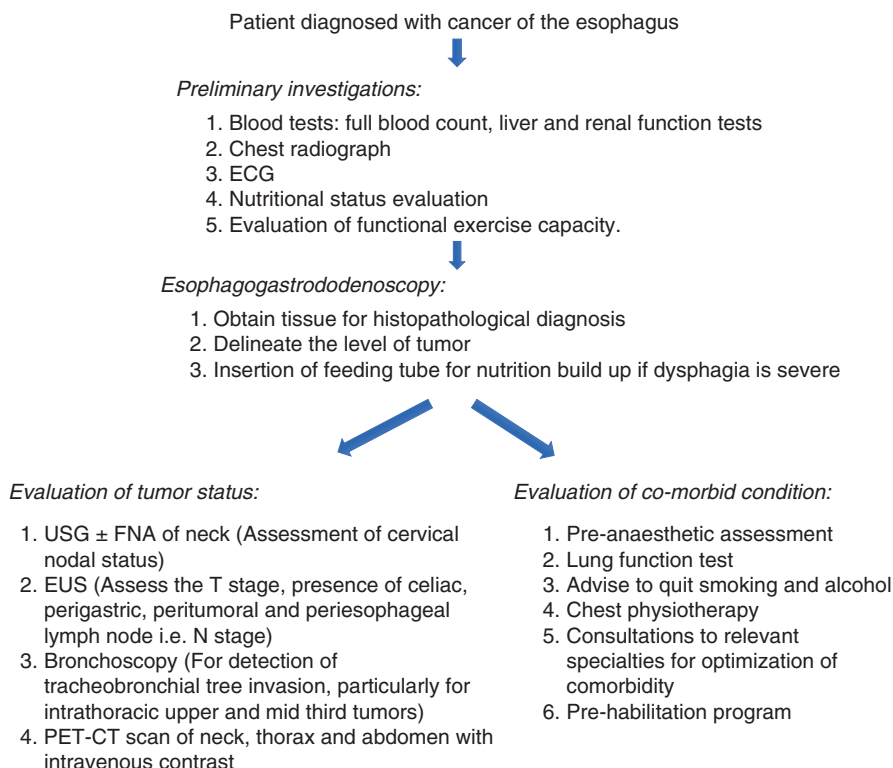 Patient diagnosed with cancer of the esophagus
Preliminary investigations:
1. Blood tests: full blood count, liver and renal function tests
2. Chest radiograph
3. ECG
4. Nutritional status evaluation
5. Evaluation of functional exercise capacity.
Esophagogastrododenoscopy:
1. Obtain tissue for histopathological diagnosis
2. Delineate the level of tumor
3. Insertion of feeding tube for nutrition build up if dysphagia is severe
Evaluation of tumor status:
1. USG ± FNA of neck (Assessment of cervical
nodal status)
2. EUS (Assess the T stage, presence of celiac,
perigastric, peritumoral and periesophageal
lymph node i.e. N stage)
3. Bronchoscopy (For detection of
tracheobronchial tree invasion, particularly for
intrathoracic upper and mid third tumors)
4. PET-CT scan of neck, thorax and abdomen with
intravenous contrast
Evaluation of co-morbid condition:
1. Pre-anaesthetic assessment
2. Lung function test
3. Advise to quit smoking and alcohol
4. Chest physiotherapy
5. Consultations to relevant
specialties for optimization of
comorbidity
6. Pre-habilitation program